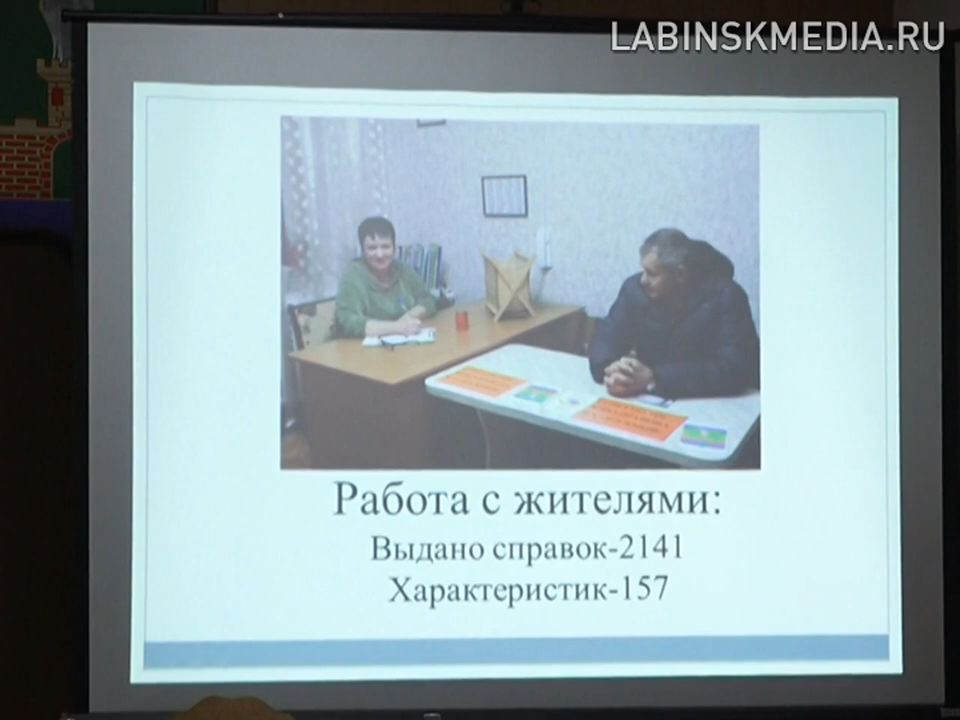 LABINSKMEDIA.RU
Работа с жителями:
Выдано справок-2141
Характеристик-157